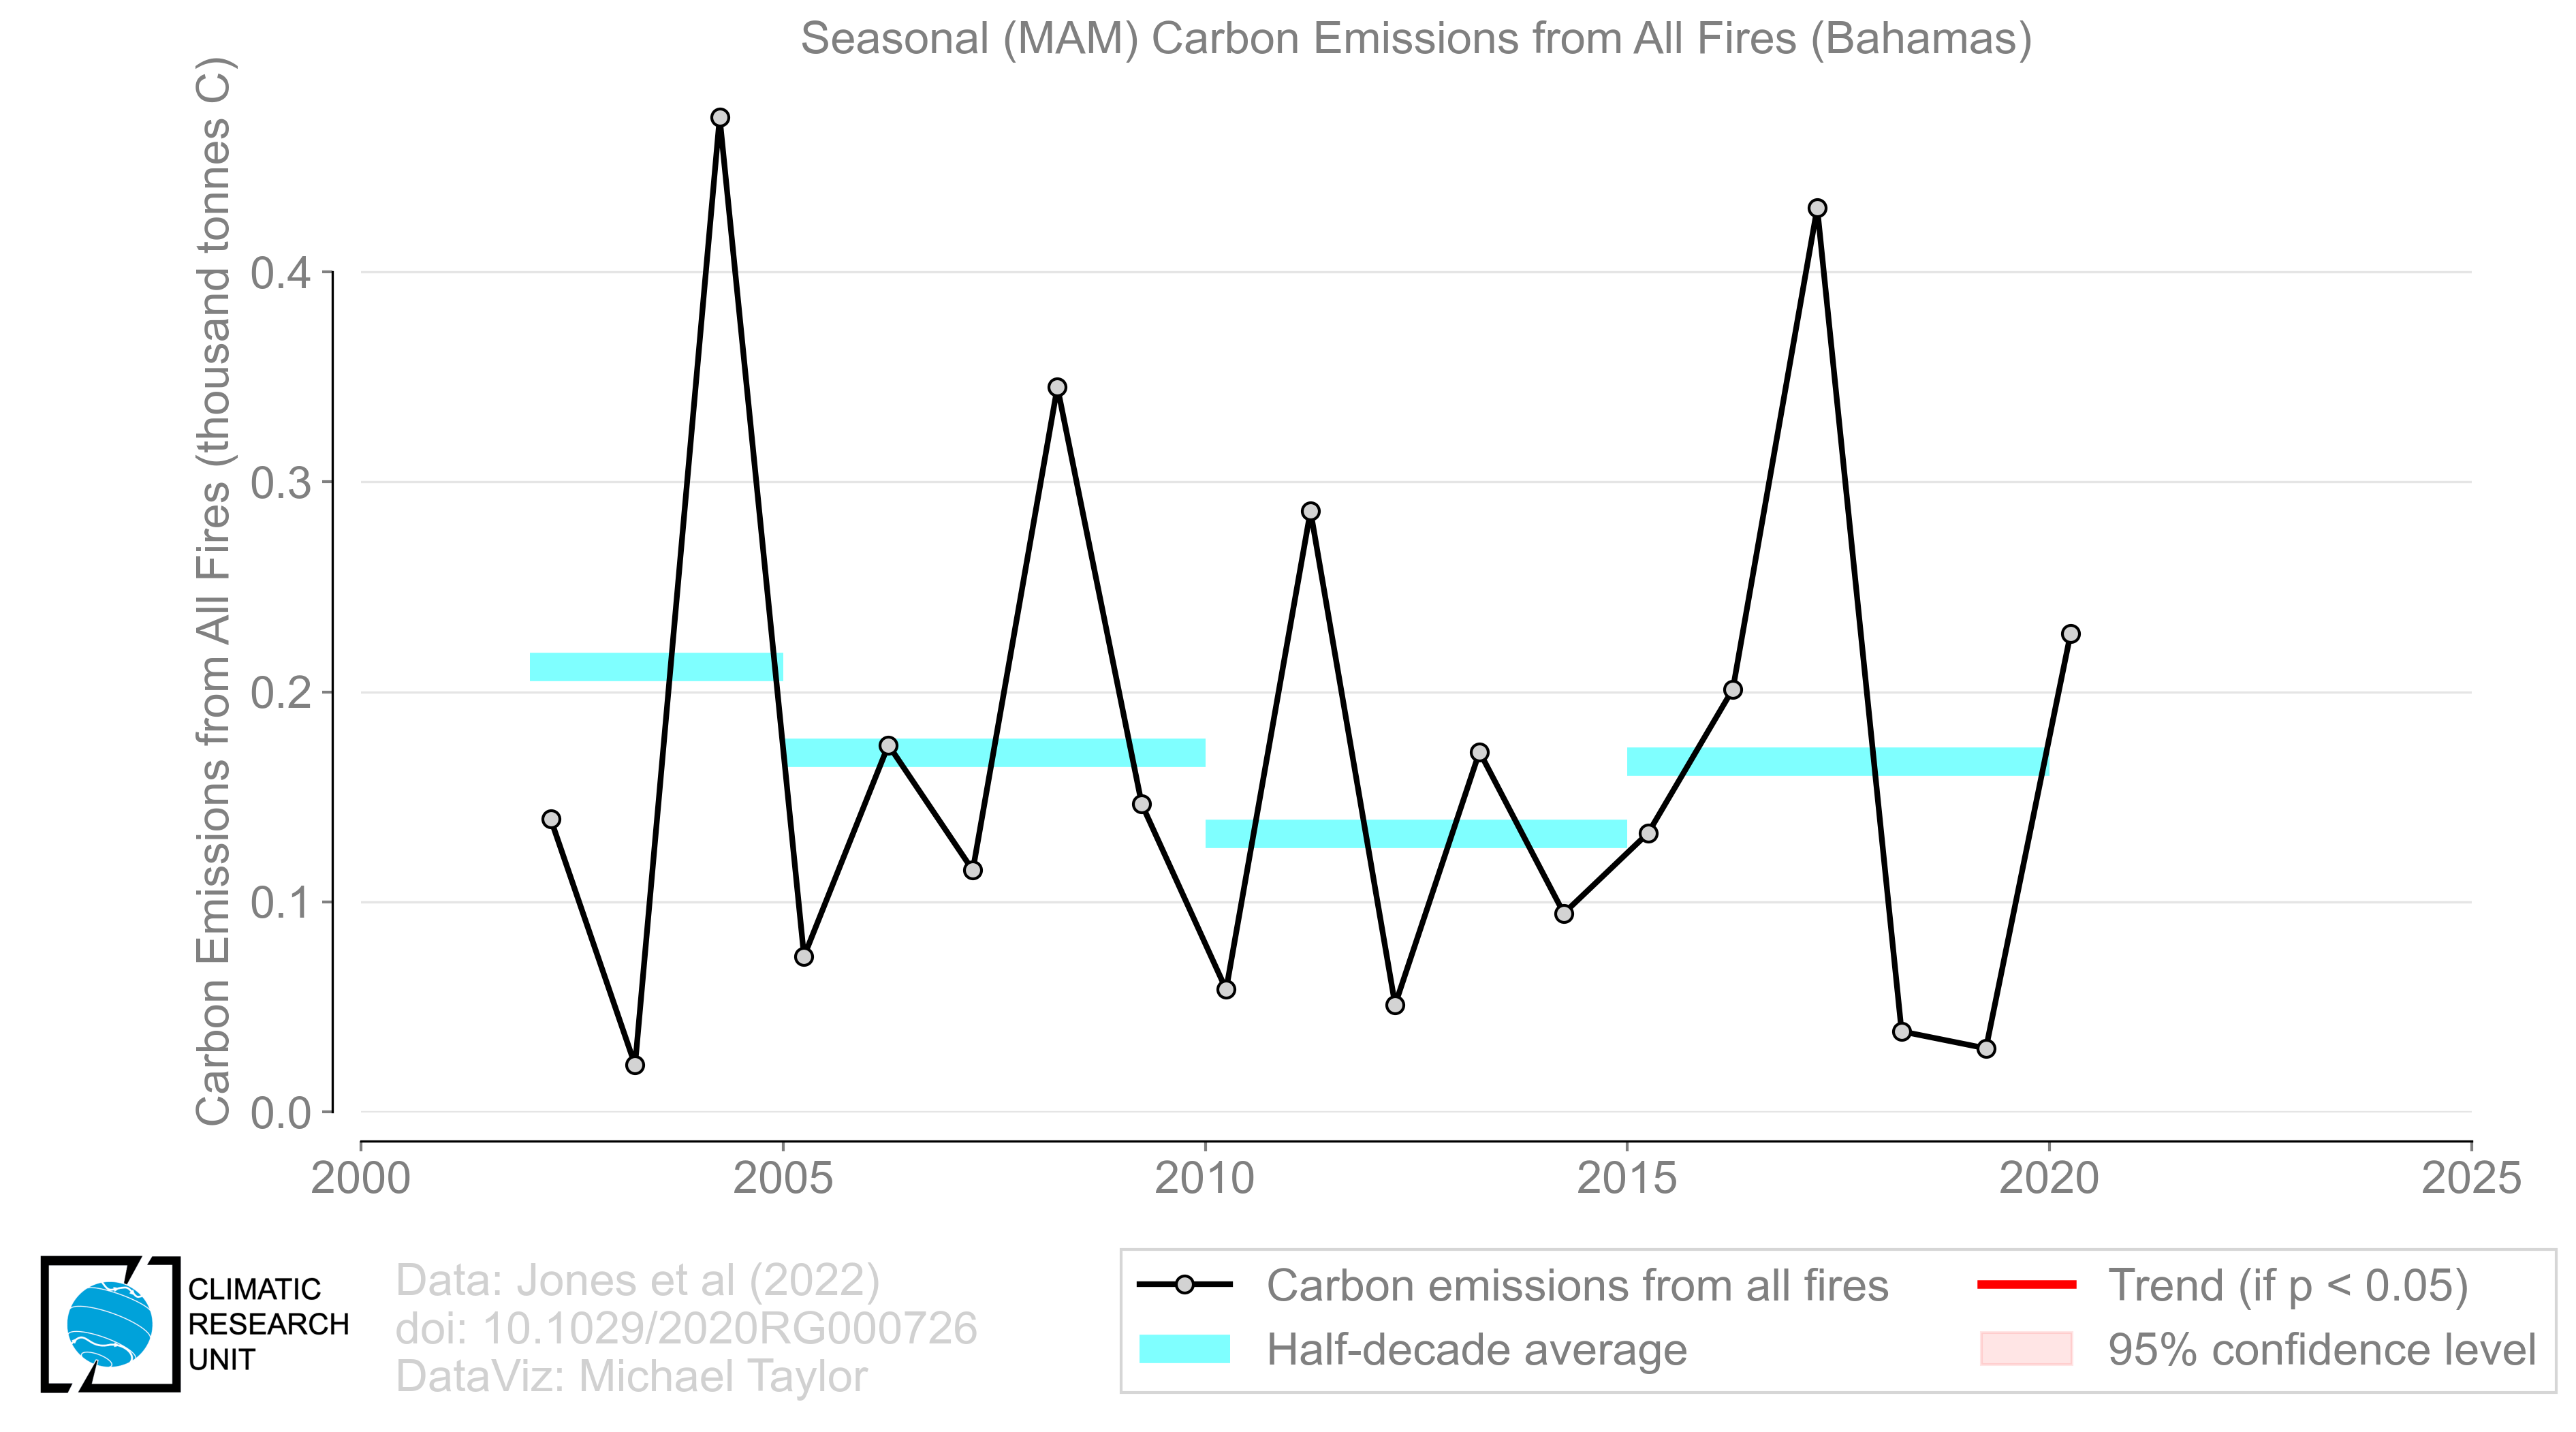 Seasonal (MAM) Carbon Emissions from All Fires (Bahamas)
Carbon Emissions from All Fires (thousand tonnes C)
0.4
0.3
0.2
0.1
0.0
2000 2005 2010 2015 2020 2025
CLIMATIC
RESEARCH
UNIT
Data: Jones et al (2022)
doi: 10.1029/2020RG000726
DataViz: Michael Taylor
Carbon emissions from all fires
Half-decade average
Trend (if p < 0.05)
95% confidence level